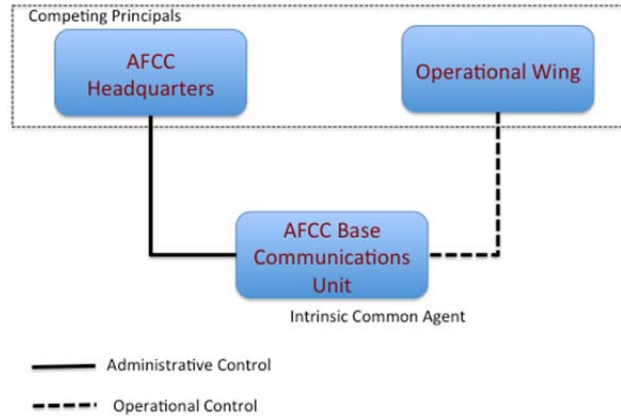 Competing Principals
AFCC
Headquarters
Operational Wing
AFCC Base
Communications
Unit
Intrinsic Common Agent
Administrative Control
Operational Control